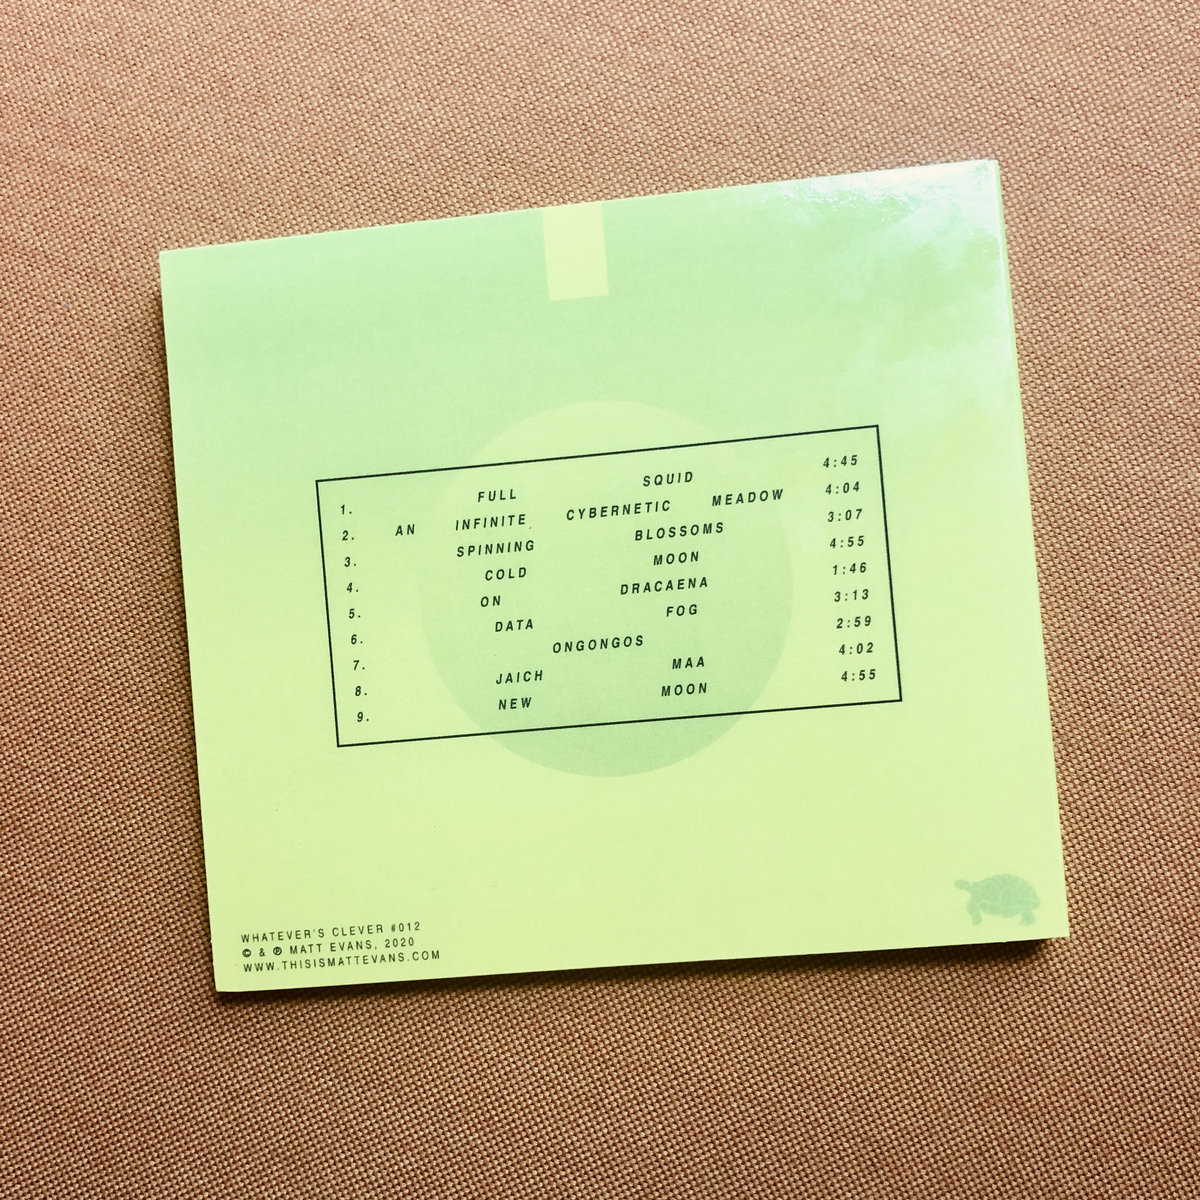 1. FULL SQUID 4:45
2. AN INFINITE CYBERNETIC MEADOW 4:04
3. SPINNING BLOSSOMS 3:07
4. COLD MOON 4:55
5. ON DRACAENA 1:46
6. DATA FOG 3:13
7. ONGONGOS 2:59
8. JAICH MAA 4:02
9. NEW MOON 4:55
WHATEVER'S CLEVER #012
© & ℗ MATT EVANS, 2020
WWW.THISISMATTEVANS.COM